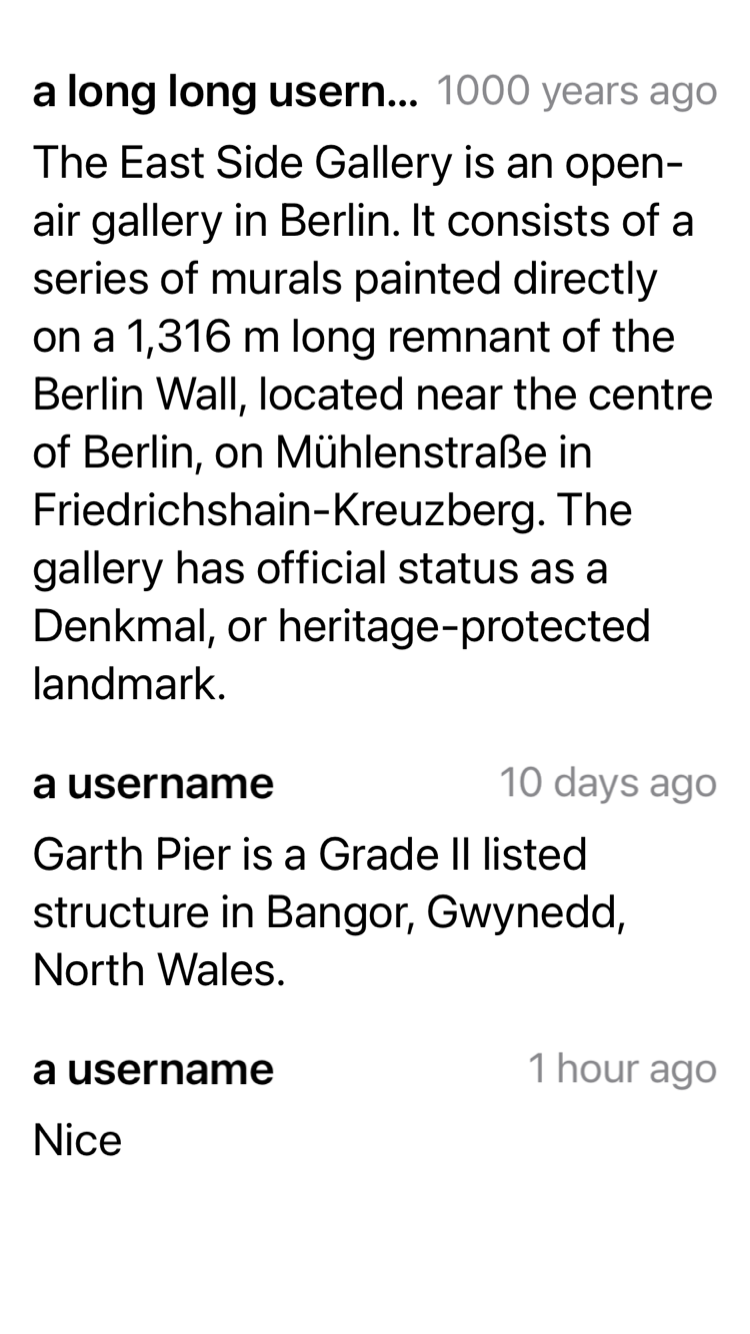 a long long usern... 1000 years ago
The East Side Gallery is an open-
air gallery in Berlin. It consists of a
series of murals painted directly
on a 1,316 m long remnant of the
Berlin Wall, located near the centre
of Berlin, on Mühlenstraße in
Friedrichshain-Kreuzberg. The
gallery has official status as a
Denkmal, or heritage-protected
landmark.
a username 10 days ago
Garth Pier is a Grade II listed
structure in Bangor, Gwynedd,
North Wales.
a username 1 hour ago
Nice